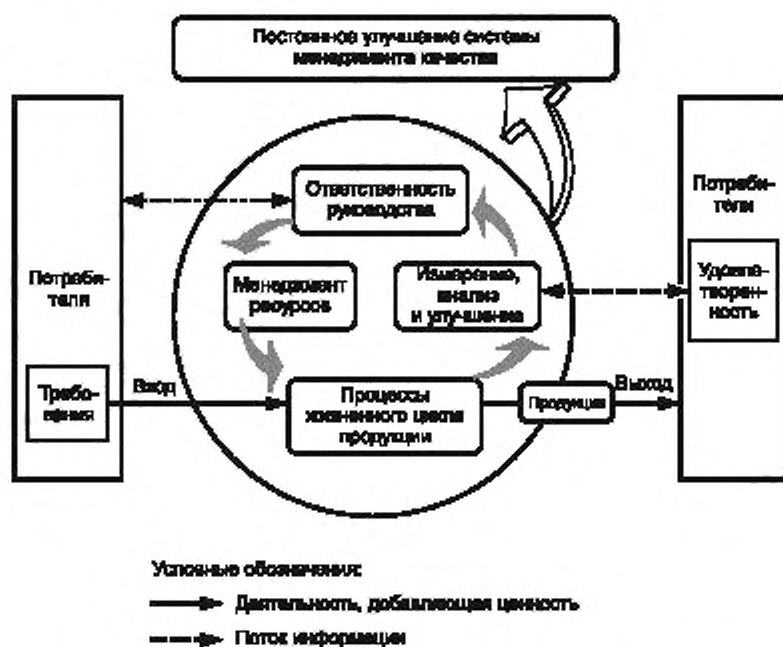 Постоянное улучшение системы
менеджмента качества
Потреби-
тели
Требо-
вания
Вход
Ответственность
руководства
Менеджмент
ресурсов
Измерение,
анализ
и улучшение
Процессы
жизненного цикла
продукции
Продукция
Выход
Потреби-
тели
Удовле-
творен-
ность
Условные обозначения:
Деятельность, добавляющая ценность
Поток информации